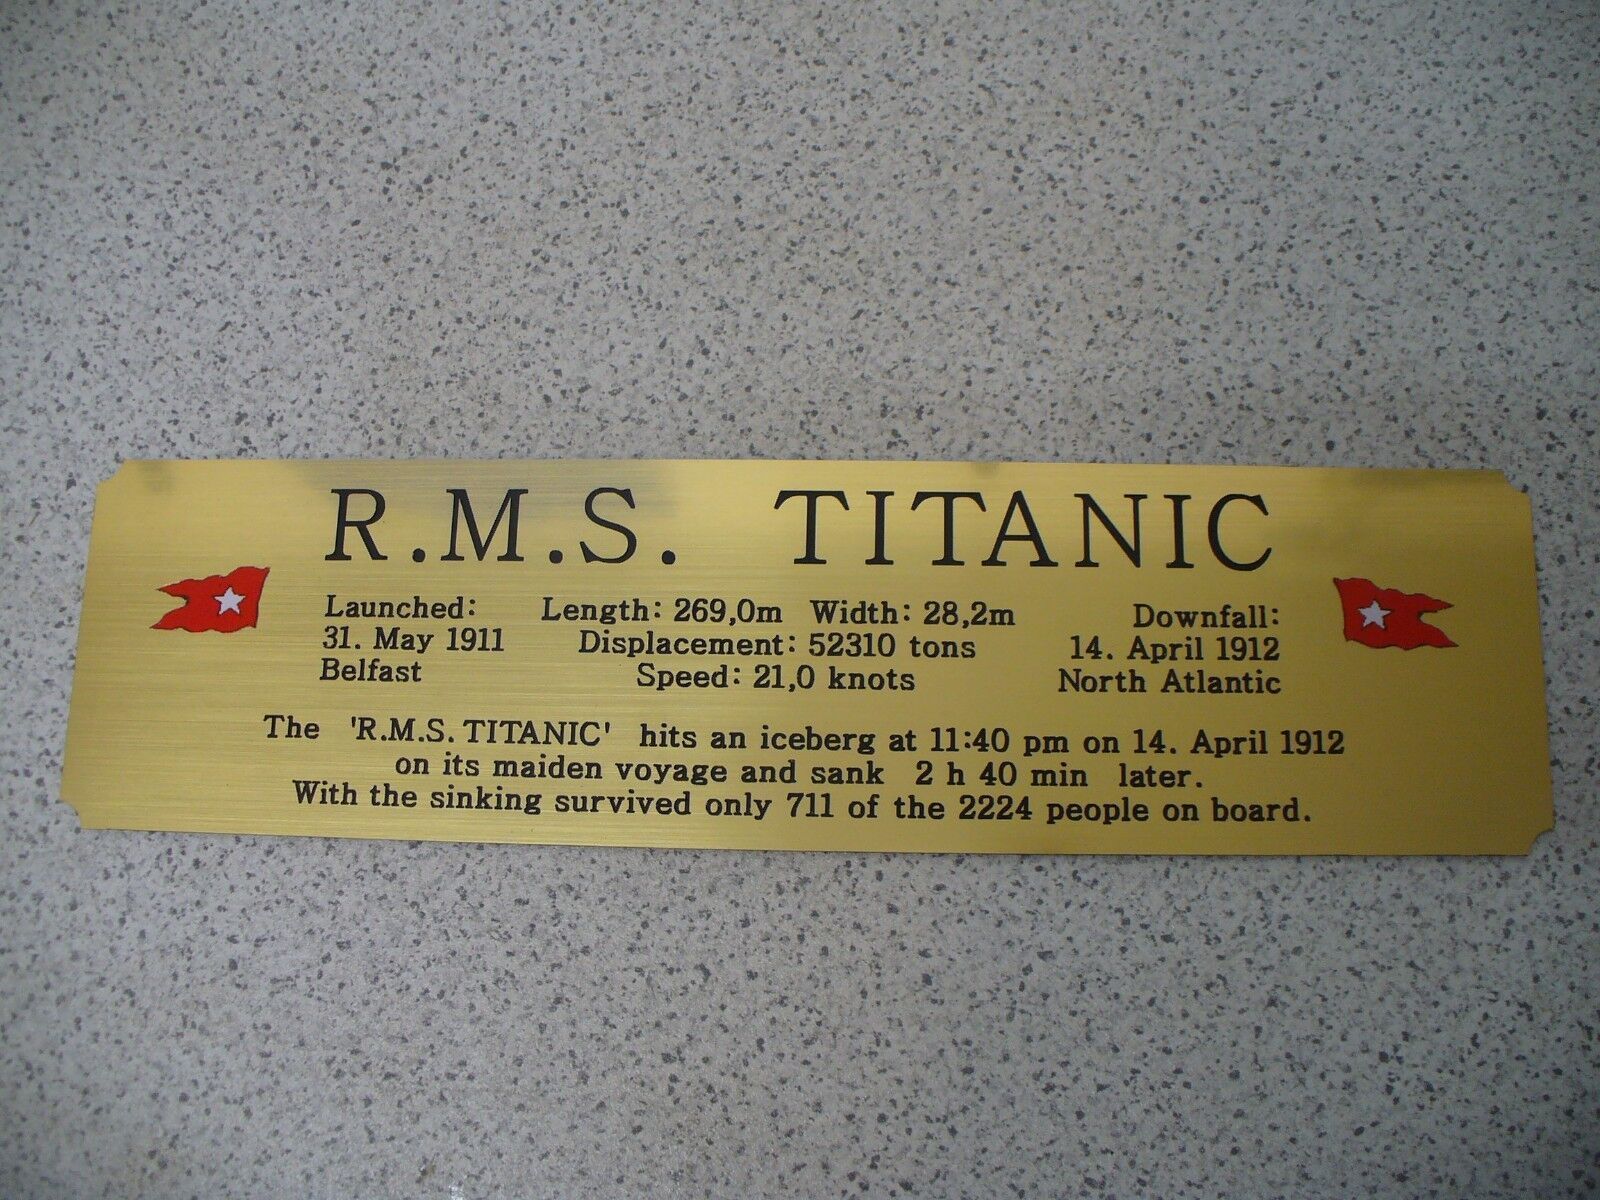 R.M.S. TITANIC
Launched:
31. May 1911
Belfast
Length: 269,0m Width: 28,2m
Displacement: 52310 tons
Speed: 21,0 knots
Downfall:
14. April 1912
North Atlantic
The 'R.M.S. TITANIC' hits an iceberg at 11:40 pm on 14. April 1912
on its maiden voyage and sank 2 h 40 min later.
With the sinking survived only 711 of the 2224 people on board.